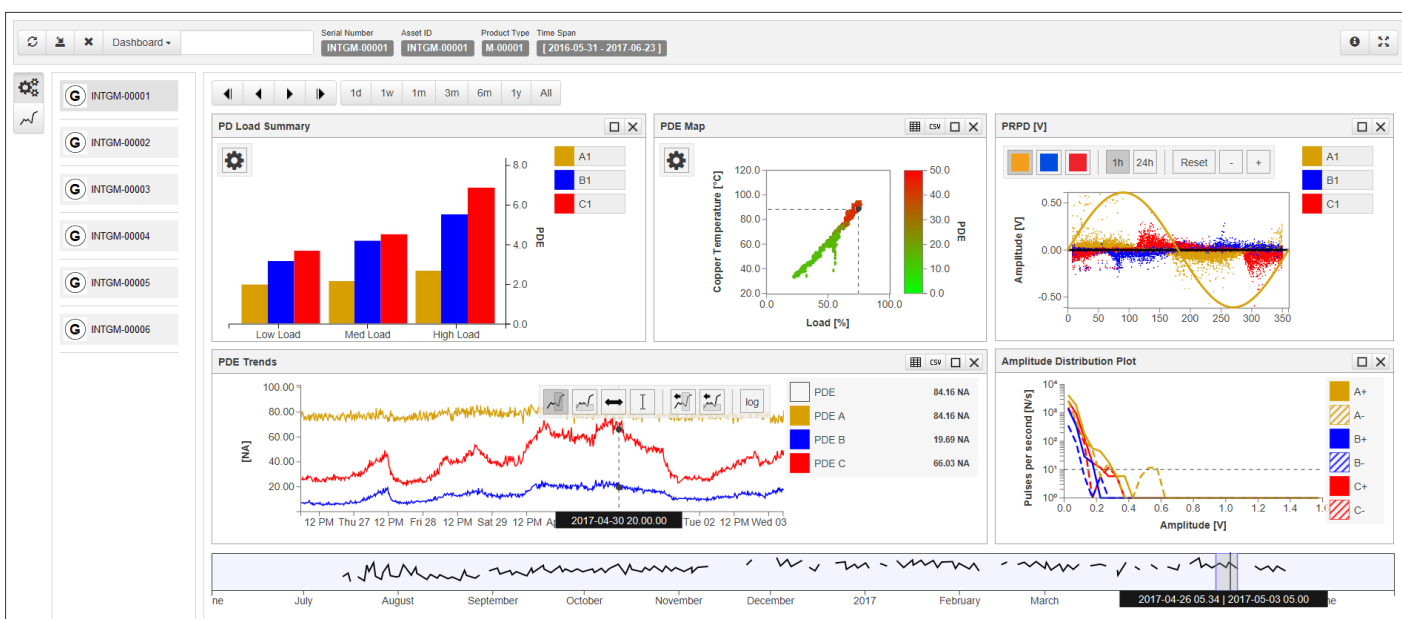 Serial Number Asset ID Product Type Time Span
Dashboard INTGM-00001 INTGM-00001 M-00001 [ 2016-05-31 - 2017-06-23 ]
INTGM-00001
INTGM-00002
INTGM-00003
INTGM-00004
INTGM-00005
INTGM-00006
1d 1w 1m 3m 6m 1y All
PD Load Summary
A1
B1
C1
8.0
6.0
4.0
2.0
0.0
PDE
Low Load Med Load High Load
PDE Map
CSV
Copper Temperature [°C]
120.0
100.0
80.0
60.0
40.0
20.0
0.0 50.0 100.0
Load [%]
50.0
40.0
30.0
20.0
10.0
0.0
PDE
PRPD [V]
1h 24h Reset - +
A1
B1
C1
Amplitude [V]
0.50
0.00
-0.50
0 50 100 150 200 250 300 350
PDE Trends
CSV
[NA]
100.00
80.00
60.00
40.00
20.00
log
PDE 84.16 NA
PDE A 84.16 NA
PDE B 19.69 NA
PDE C 66.03 NA
12 PM Thu 27 12 PM Fri 28 12 PM Sat 29 12 PM 2017-04-30 20.00.00 Tue 02 12 PM Wed 03
Amplitude Distribution Plot
Pulses per second [N/s]
10⁴
10³
10²
10¹
10⁰
0.0 0.2 0.4 0.6 0.8 1.0 1.2 1.4
Amplitude [V]
A+
A-
B+
B-
C+
C-
ne July August September October November December 2017 February March 2017-04-26 05.34 | 2017-05-03 05.00 ne